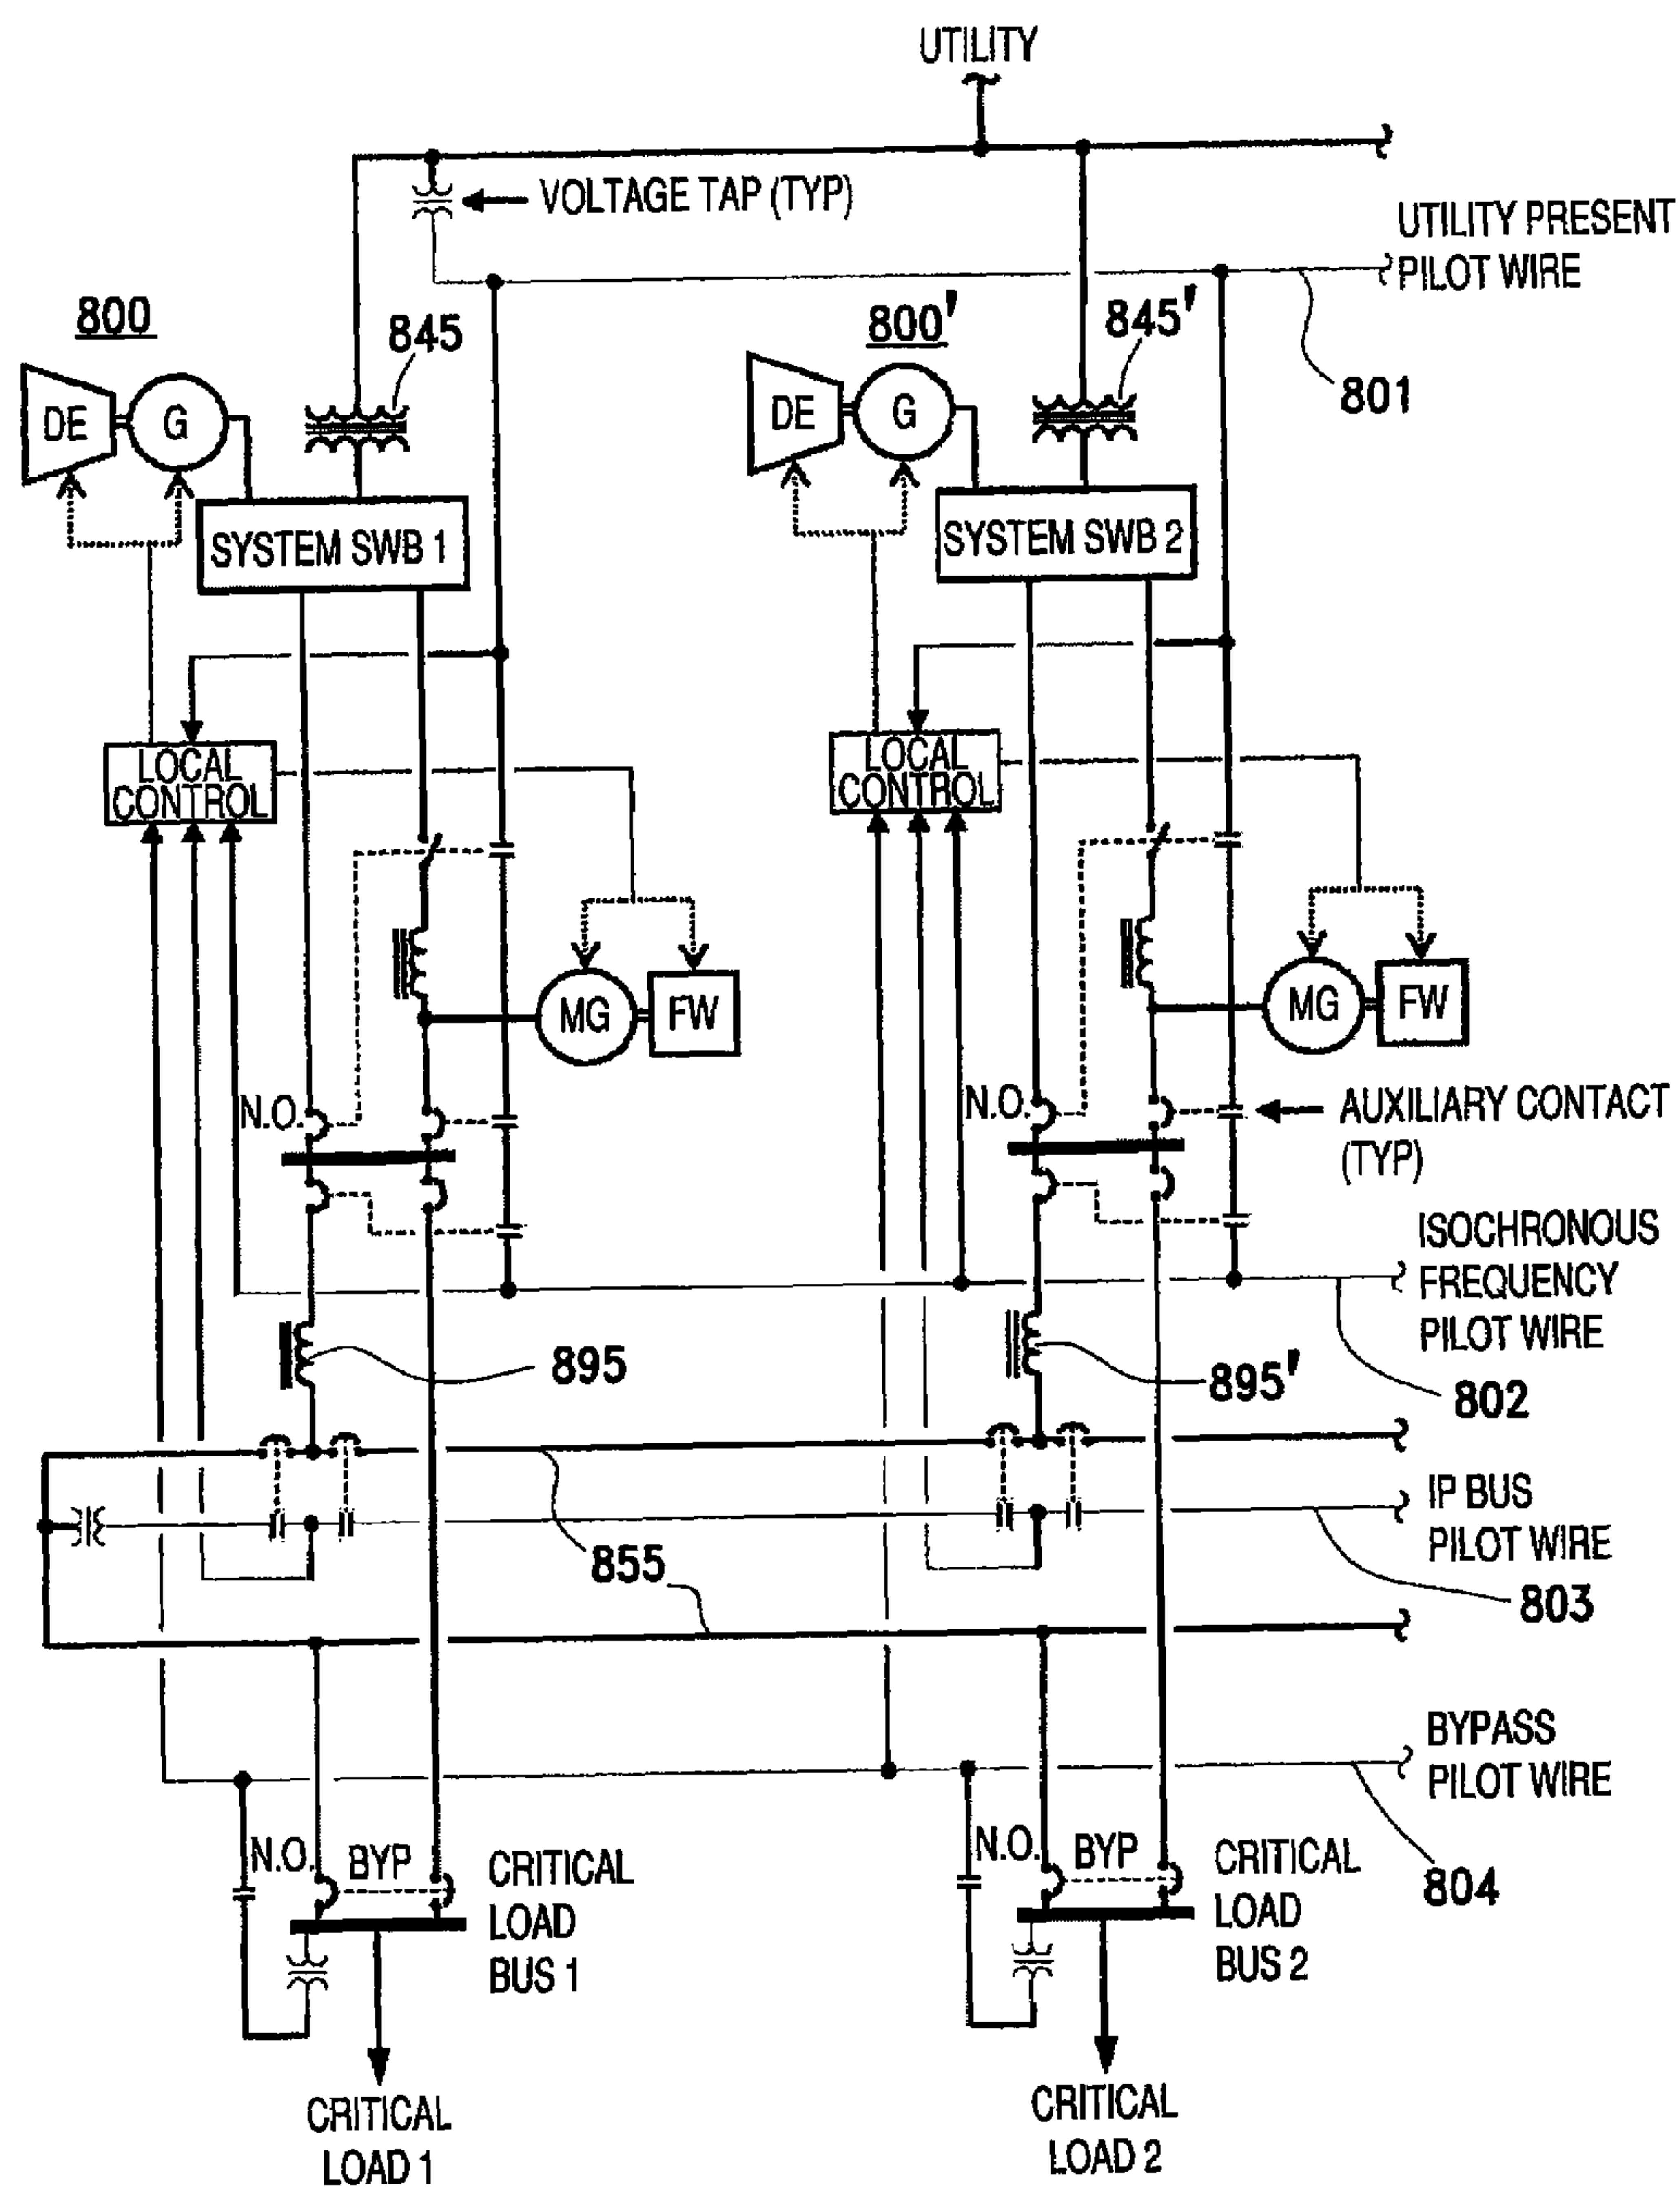 UTILITY
VOLTAGE TAP (TYP)
UTILITY PRESENT
PILOT WIRE
800
845
800'
845'
801
DE
G
DE
G
SYSTEM SWB 1
SYSTEM SWB 2
LOCAL
CONTROL
LOCAL
CONTROL
MG
FW
MG
FW
N.O.
N.O.
AUXILIARY CONTACT
(TYP)
ISOCHRONOUS
FREQUENCY
PILOT WIRE
895
895'
802
IP BUS
PILOT WIRE
855
803
BYPASS
PILOT WIRE
N.O.
BYP
CRITICAL
LOAD
BUS 1
N.O.
BYP
CRITICAL
LOAD
BUS 2
804
CRITICAL
LOAD 1
CRITICAL
LOAD 2